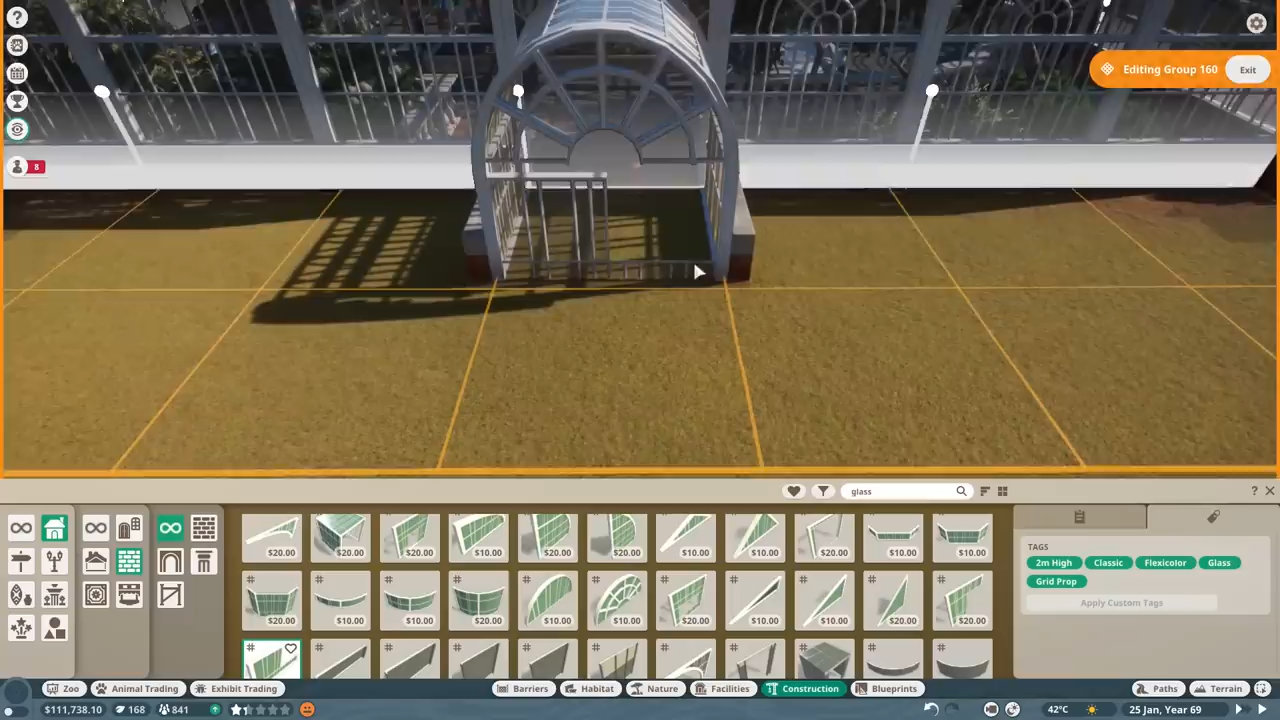 ?
Editing Group 160
Exit
8
glass
?
$20.00
$20.00
$20.00
$10.00
$20.00
$20.00
$10.00
$10.00
$20.00
$10.00
$10.00
TAGS
2m High
Classic
Flexicolor
Glass
Grid Prop
Apply Custom Tags
$20.00
$10.00
$10.00
$20.00
$10.00
$10.00
$20.00
$10.00
$10.00
$20.00
$20.00
Zoo
Animal Trading
Exhibit Trading
Barriers
Habitat
Nature
Facilities
Construction
Blueprints
Paths
Terrain
$111,738.10
168
841
42°C
25 Jan, Year 69